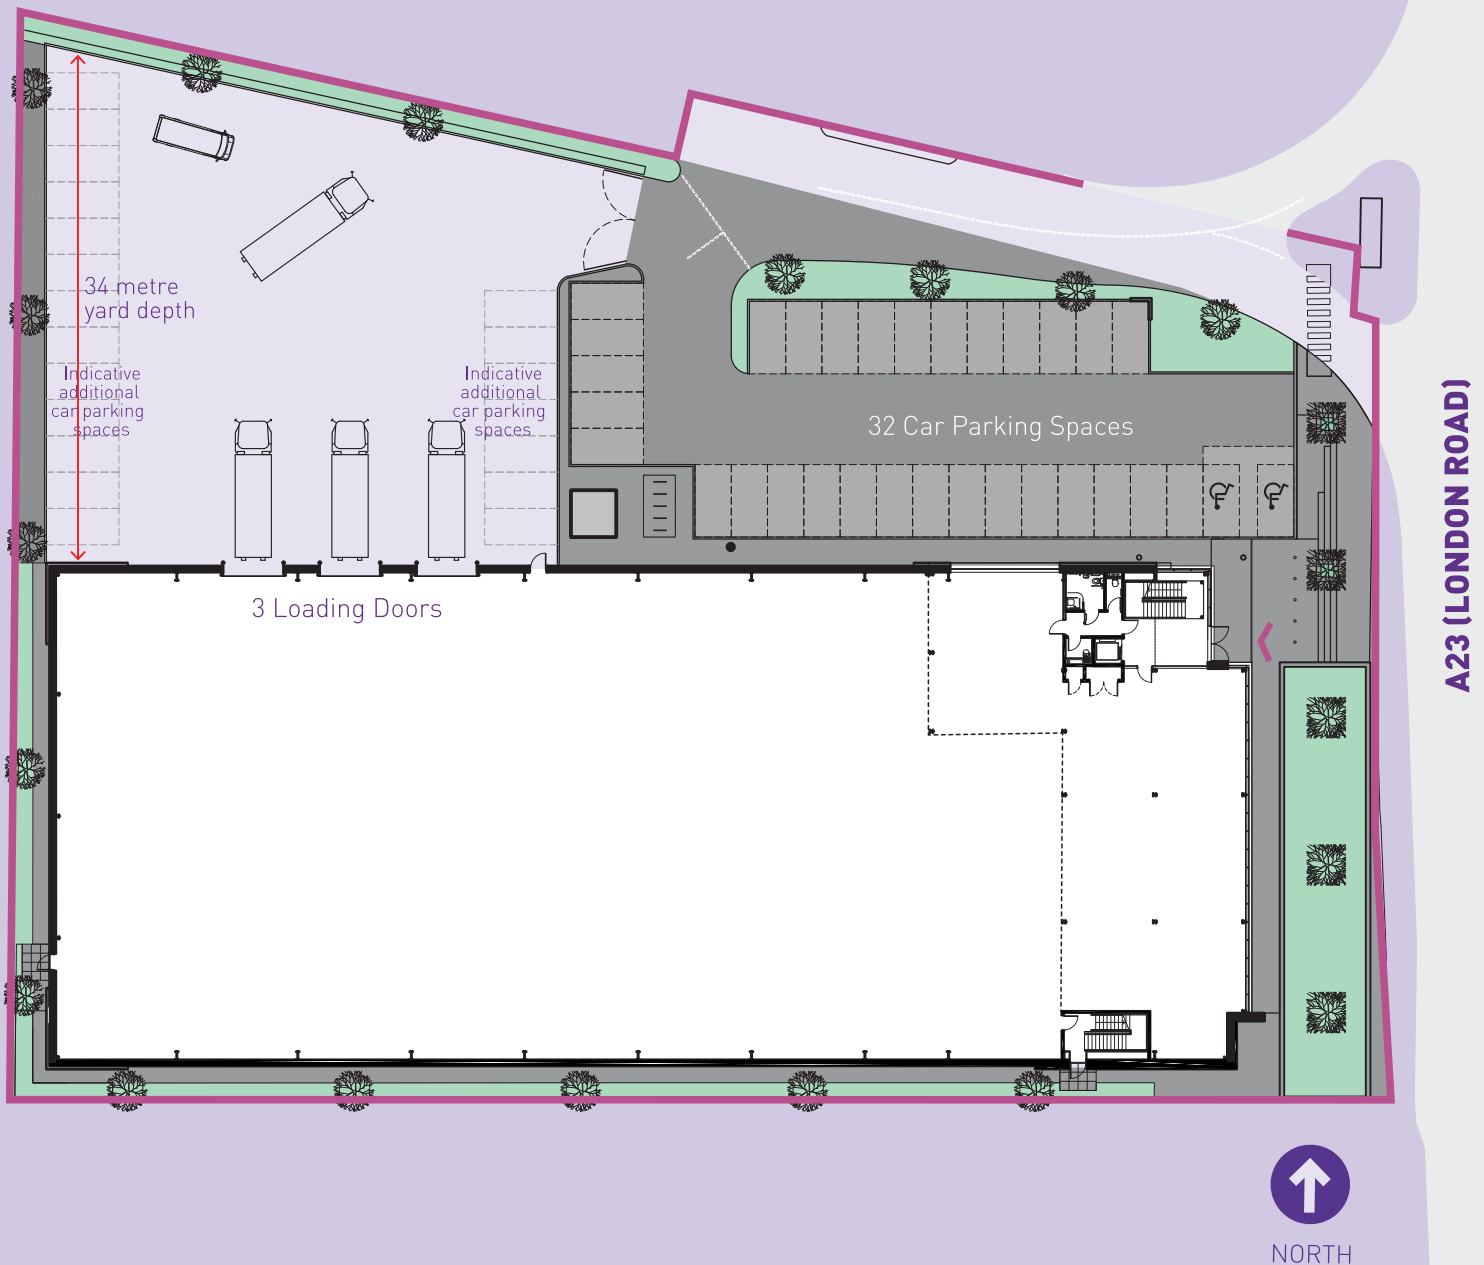 34 metre
yard depth
Indicative
additional
car parking
spaces
Indicative
additional
car parking
spaces
32 Car Parking Spaces
3 Loading Doors
A23 (LONDON ROAD)
NORTH